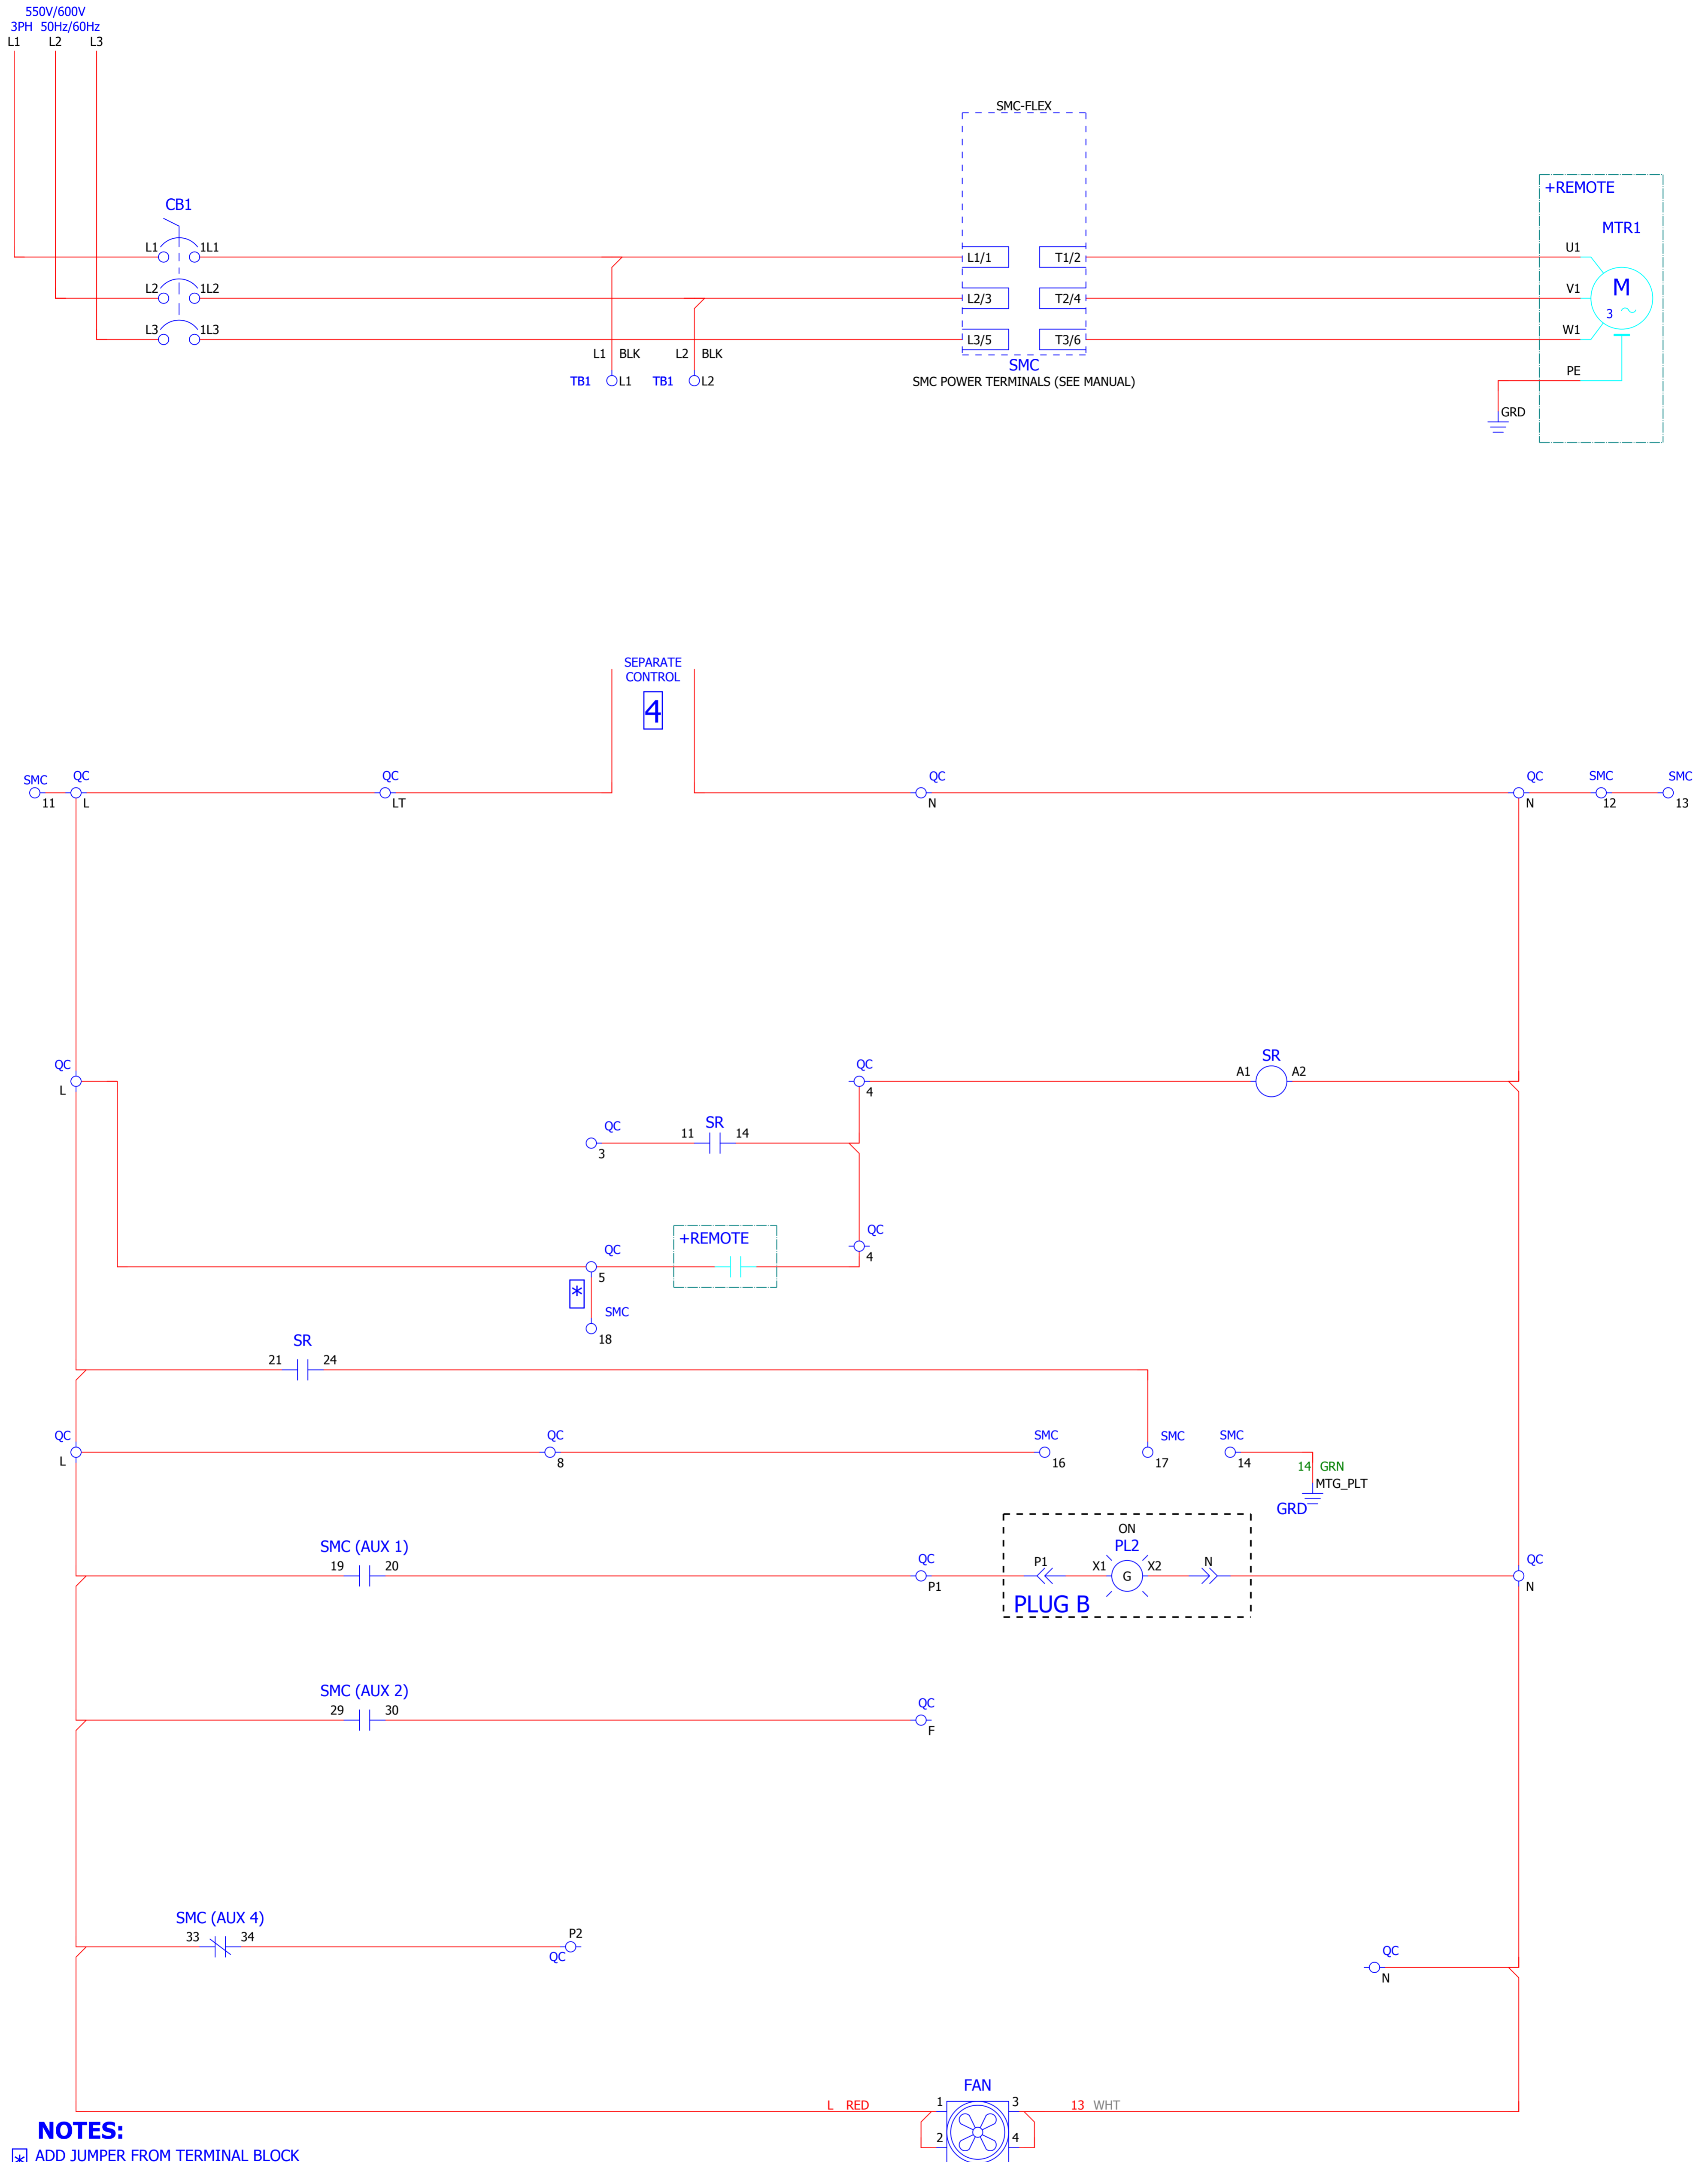 550V/600V
3PH 50Hz/60Hz
L1 L2 L3
SMC-FLEX
+REMOTE
CB1
MTR1
L1 1L1 L1/1 T1/2 U1
L2 1L2 L2/3 T2/4 V1
M
3
L3 1L3 L3/5 T3/6 W1
L1 BLK L2 BLK
SMC
PE
TB1 L1 TB1 L2
SMC POWER TERMINALS (SEE MANUAL)
GRD
SEPARATE
CONTROL
4
SMC QC QC QC QC SMC SMC
11 L LT N N 12 13
SR
QC QC A1 A2
L 4
SR
QC 11 14
3
QC
+REMOTE
QC 4
5
*
SMC
18
SR
21 24
QC QC SMC SMC SMC
L 8 16 17 14
14 GRN
MTG_PLT
GRD
ON
SMC (AUX 1) PL2
19 20 QC P1 X1 X2 N QC
G
P1 N
PLUG B
SMC (AUX 2)
29 30 QC
F
SMC (AUX 4)
33 34 P2
QC
QC
N
FAN
L RED 1 3 13 WHT
2 4
NOTES:
* ADD JUMPER FROM TERMINAL BLOCK